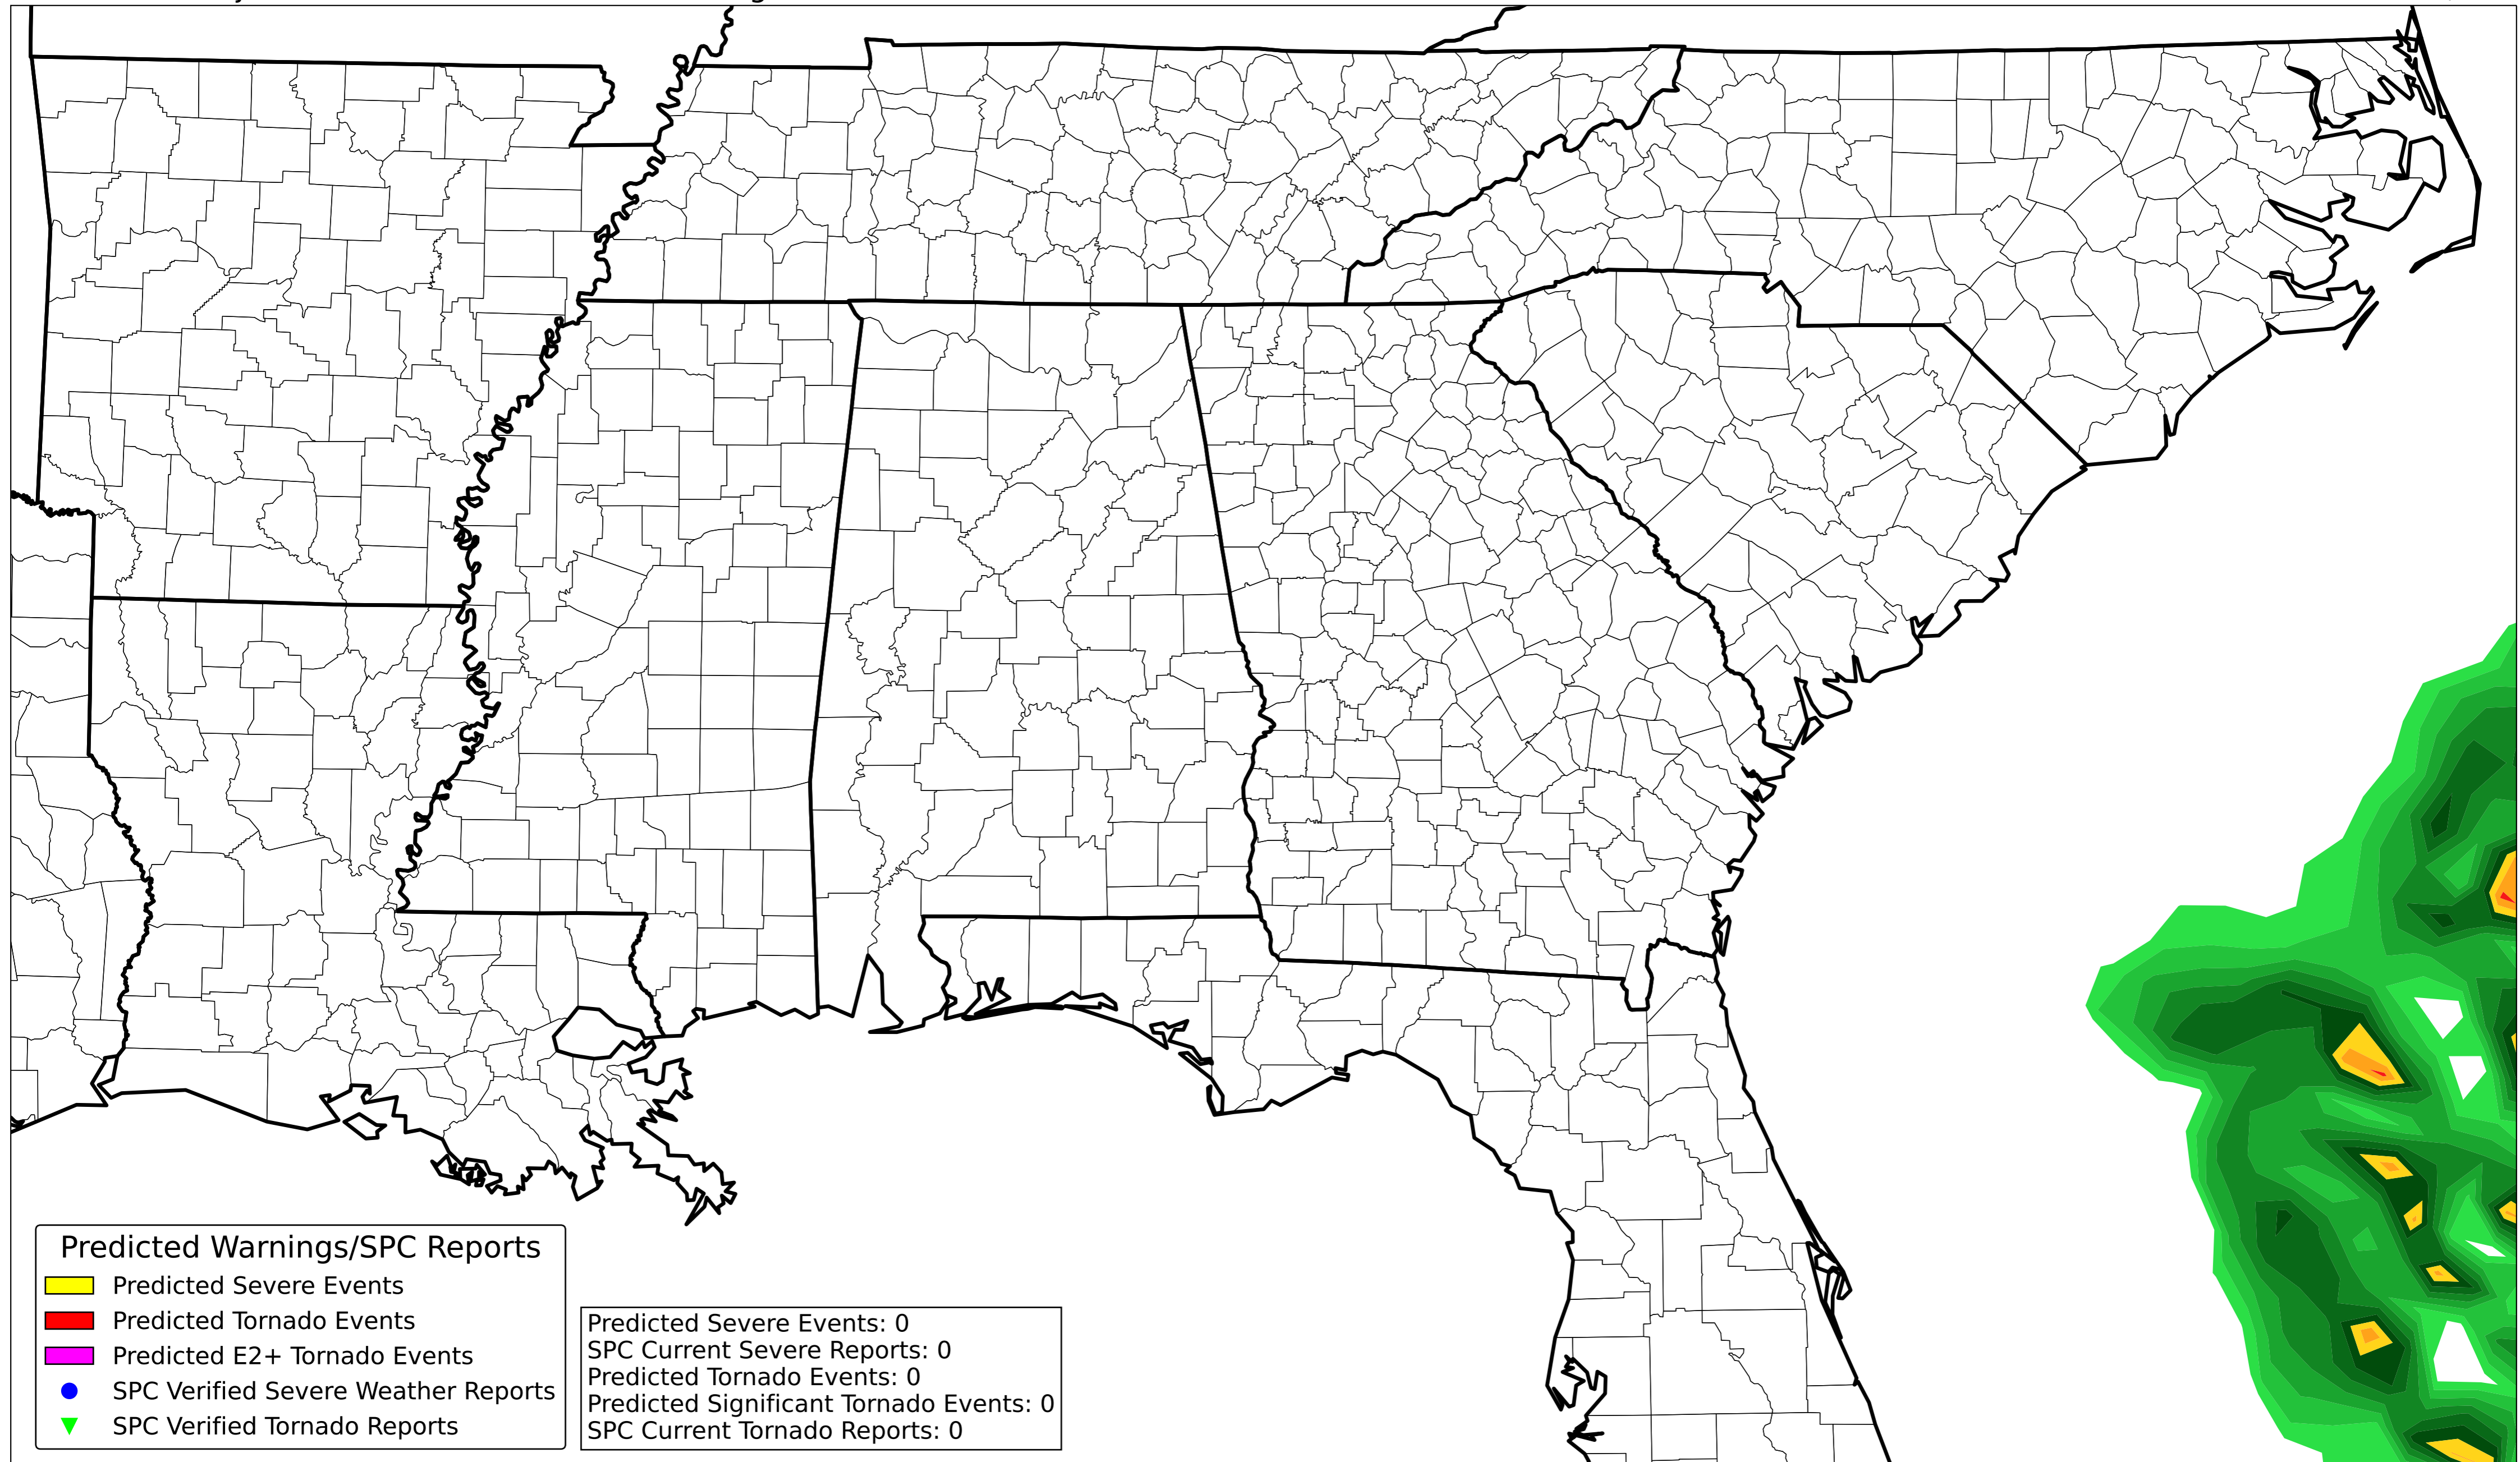 Predicted Warnings/SPC Reports
Predicted Severe Events
Predicted Tornado Events
Predicted E2+ Tornado Events
SPC Verified Severe Weather Reports
SPC Verified Tornado Reports
Predicted Severe Events: 0
SPC Current Severe Reports: 0
Predicted Tornado Events: 0
Predicted Significant Tornado Events: 0
SPC Current Tornado Reports: 0